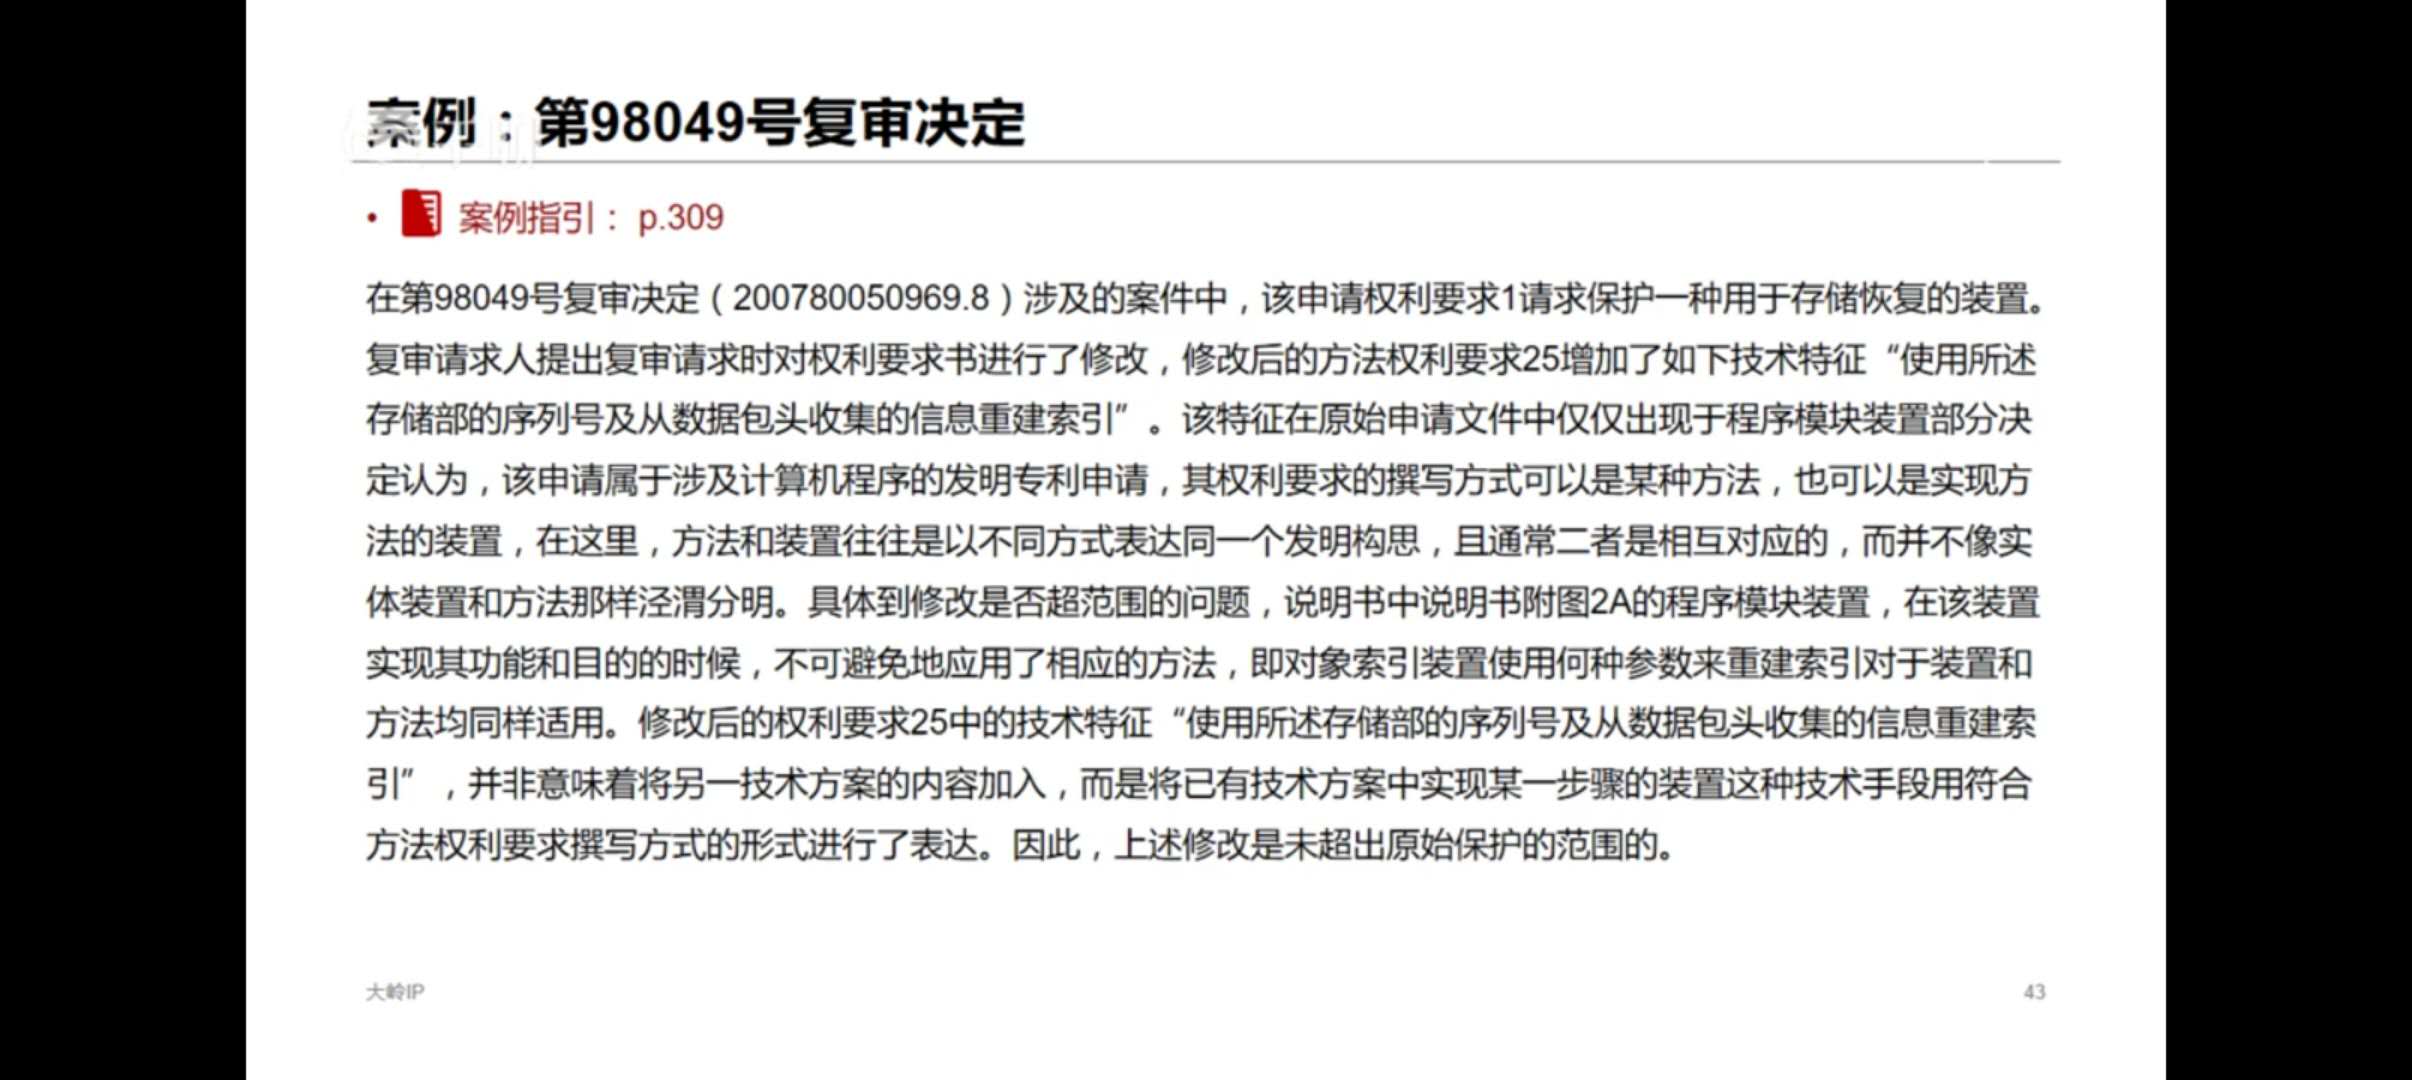 案例：第98049号复审决定
• 案例指引： p.309
在第98049号复审决定（200780050969.8）涉及的案件中，该申请权利要求1请求保护一种用于存储恢复的装置。
复审请求人提出复审请求时对权利要求书进行了修改，修改后的方法权利要求25增加了如下技术特征“使用所述
存储部的序列号及从数据包头收集的信息重建索引”。该特征在原始申请文件中仅仅出现于程序模块装置部分决
定认为，该申请属于涉及计算机程序的发明专利申请，其权利要求的撰写方式可以是某种方法，也可以是实现方
法的装置，在这里，方法和装置往往是以不同方式表达同一个发明构思，且通常二者是相互对应的，而并不像实
体装置和方法那样泾渭分明。具体到修改是否超范围的问题，说明书中说明书附图2A的程序模块装置，在该装置
实现其功能和目的的时候，不可避免地应用了相应的方法，即对象索引装置使用何种参数来重建索引对于装置和
方法均同样适用。修改后的权利要求25中的技术特征“使用所述存储部的序列号及从数据包头收集的信息重建索
引”，并非意味着将另一技术方案的内容加入，而是将已有技术方案中实现某一步骤的装置这种技术手段用符合
方法权利要求撰写方式的形式进行了表达。因此，上述修改是未超出原始保护的范围的。
大岭IP
43